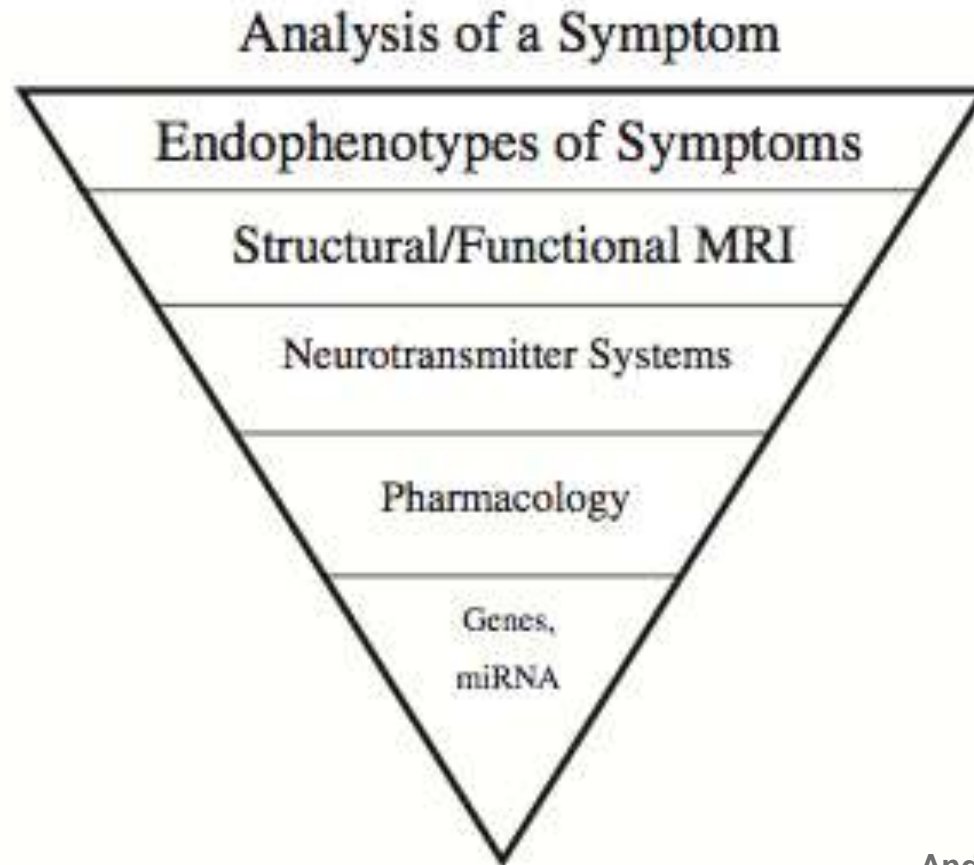 Analysis of a Symptom
Endophenotypes of Symptoms
Structural/Functional MRI
Neurotransmitter Systems
Pharmacology
Genes,
miRNA